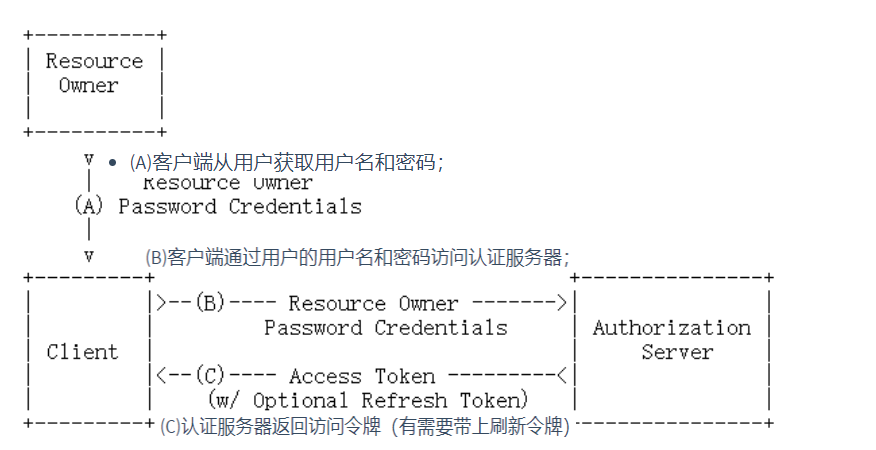 +----------+
| Resource |
|  Owner   |
|          |
+----------+
v • (A)客户端从用户获取用户名和密码；
| Resource Owner
(A) Password Credentials
|
v (B)客户端通过用户的用户名和密码访问认证服务器；
+---------+ +---------------+
| |>--(B)---- Resource Owner ------->| |
| | Password Credentials | Authorization |
| Client | | Server |
| |<--(C)---- Access Token ---------<| |
| | (w/ Optional Refresh Token) | |
+---------+ (C)认证服务器返回访问令牌（有需要带上刷新令牌） ---------------+